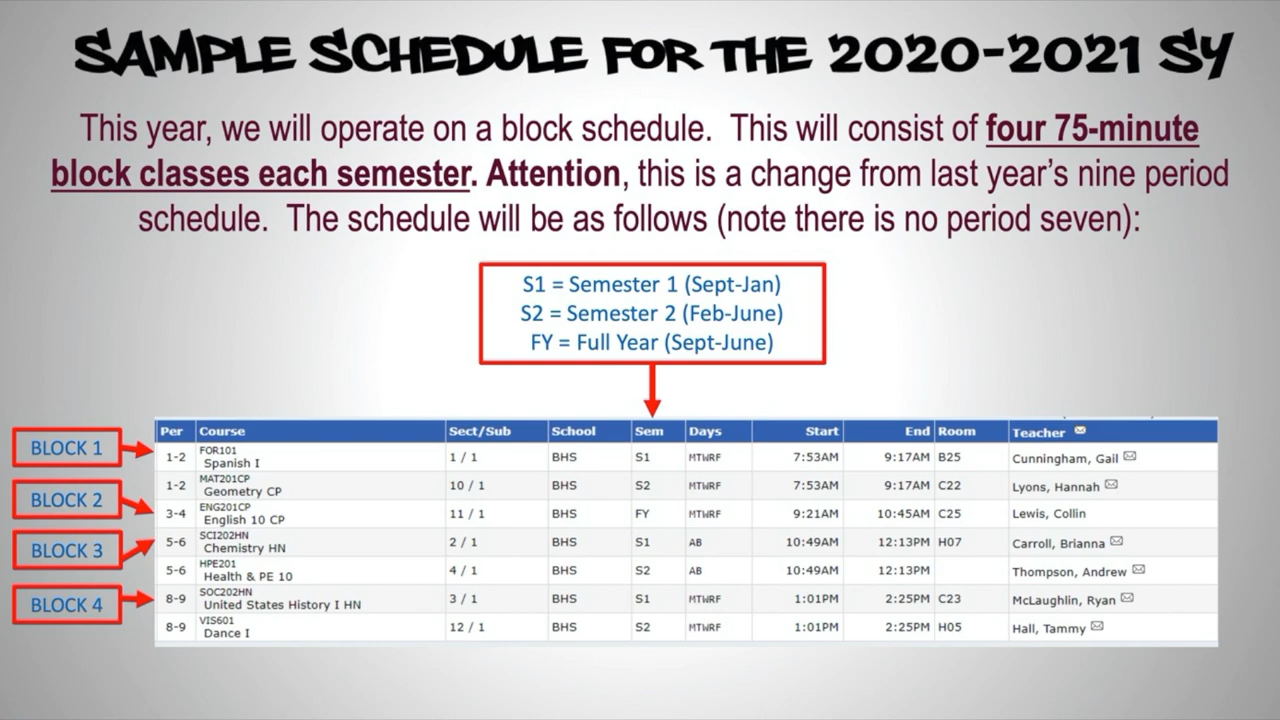 SAMPLE SCHEDULE FOR THE 2020-2021 SY
This year, we will operate on a block schedule. This will consist of four 75-minute
block classes each semester. Attention, this is a change from last year's nine period
schedule. The schedule will be as follows (note there is no period seven):
S1 = Semester 1 (Sept-Jan)
S2 = Semester 2 (Feb-June)
FY = Full Year (Sept-June)
Per Course Sect/Sub School Sem Days Start End Room Teacher
BLOCK 1
1-2 FOR101 Spanish I 1 / 1 BHS S1 MTWRF 7:53AM 9:17AM B25 Cunningham, Gail
1-2 MAT201CP Geometry CP 10 / 1 BHS S2 MTWRF 7:53AM 9:17AM C22 Lyons, Hannah
BLOCK 2
3-4 ENG201CP English 10 CP 11 / 1 BHS FY MTWRF 9:21AM 10:45AM C25 Lewis, Collin
BLOCK 3
5-6 SCI202HN Chemistry HN 2 / 1 BHS S1 AB 10:49AM 12:13PM H07 Carroll, Brianna
5-6 HPE201 Health & PE 10 4 / 1 BHS S2 AB 10:49AM 12:13PM Thompson, Andrew
BLOCK 4
8-9 SOC202HN United States History I HN 3 / 1 BHS S1 MTWRF 1:01PM 2:25PM C23 McLaughlin, Ryan
8-9 VIS601 Dance I 12 / 1 BHS S2 MTWRF 1:01PM 2:25PM H05 Hall, Tammy